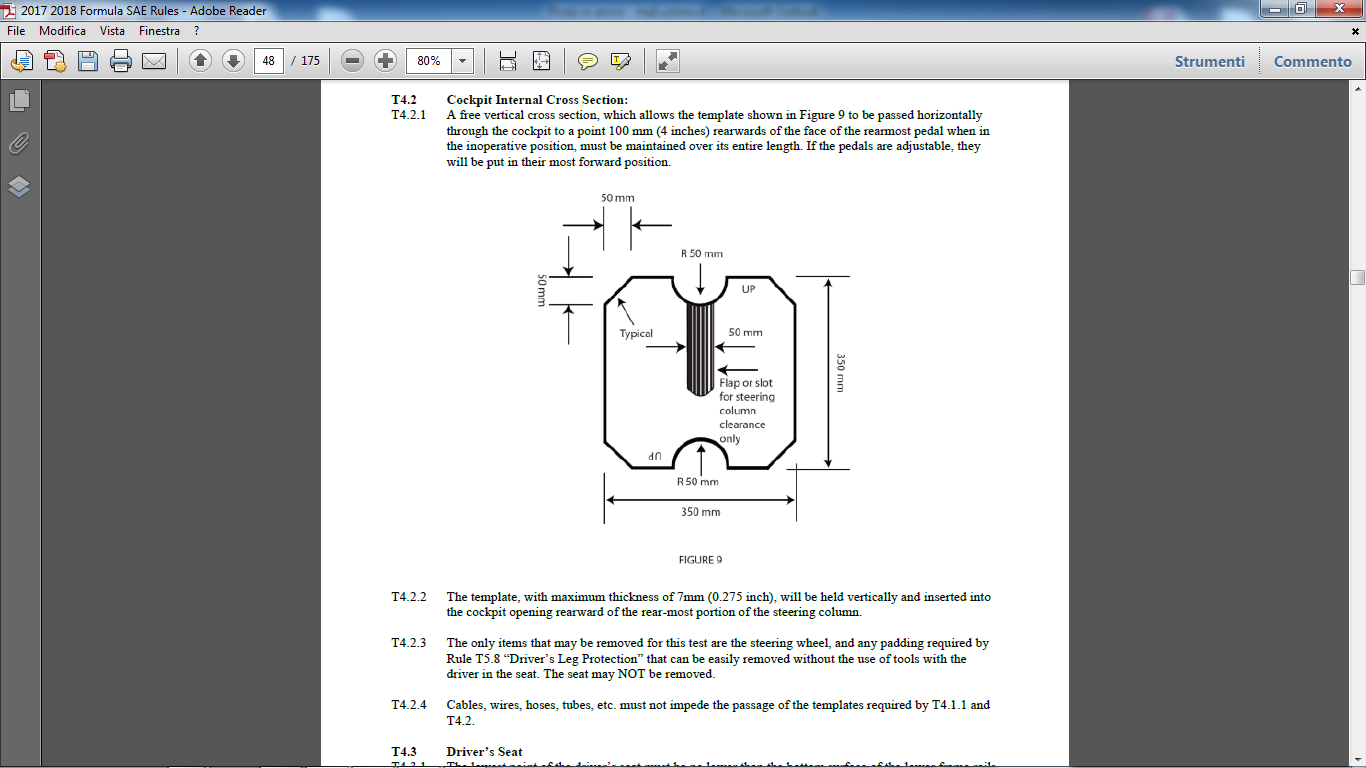 2017 2018 Formula SAE Rules - Adobe Reader
File Modifica Vista Finestra ?
48 / 175 80% Strumenti Commento
T4.2 Cockpit Internal Cross Section:
T4.2.1 A free vertical cross section, which allows the template shown in Figure 9 to be passed horizontally
through the cockpit to a point 100 mm (4 inches) rearwards of the face of the rearmost pedal when in
the inoperative position, must be maintained over its entire length. If the pedals are adjustable, they
will be put in their most forward position.
50 mm
R 50 mm
50 mm
UP
Typical
50 mm
350 mm
Flap or slot
for steering
column
clearance
only
UP
R 50 mm
350 mm
FIGURE 9
T4.2.2 The template, with maximum thickness of 7mm (0.275 inch), will be held vertically and inserted into
the cockpit opening rearward of the rear-most portion of the steering column.
T4.2.3 The only items that may be removed for this test are the steering wheel, and any padding required by
Rule T5.8 “Driver’s Leg Protection” that can be easily removed without the use of tools with the
driver in the seat. The seat may NOT be removed.
T4.2.4 Cables, wires, hoses, tubes, etc. must not impede the passage of the templates required by T4.1.1 and
T4.2.
T4.3 Driver’s Seat